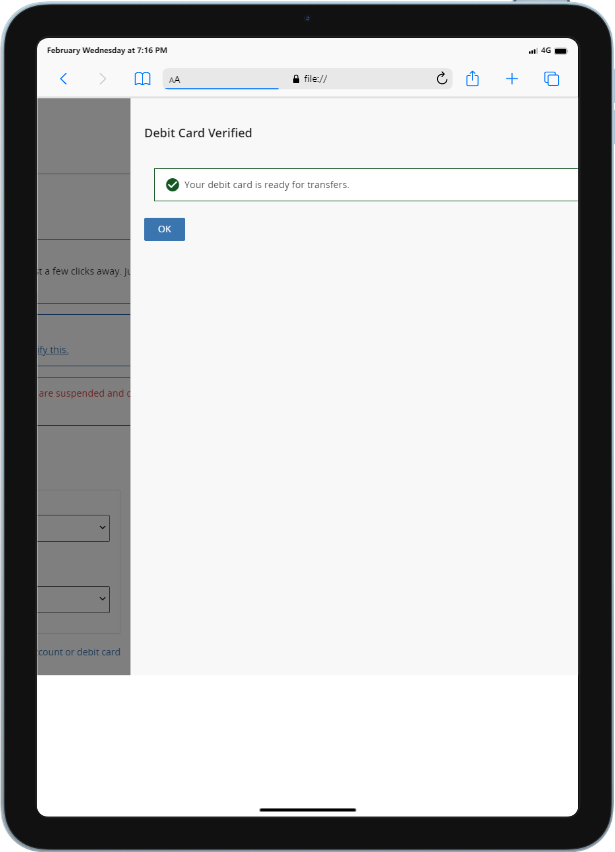 February Wednesday at 7:16 PM
4G
AA
file://
Debit Card Verified
Your debit card is ready for transfers.
OK
st a few clicks away.
ify this.
are suspended and
count or debit card